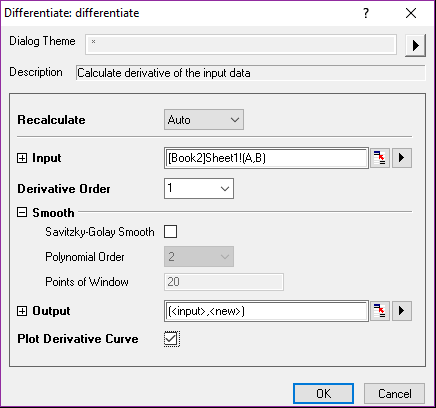 Differentiate: differentiate ? ×
Dialog Theme *
Description Calculate derivative of the input data
Recalculate Auto
Input [Book2]Sheet1!(A,B)
Derivative Order 1
Smooth
Savitzky-Golay Smooth
Polynomial Order 2
Points of Window 20
Output (<input>,<new>)
Plot Derivative Curve
OK Cancel